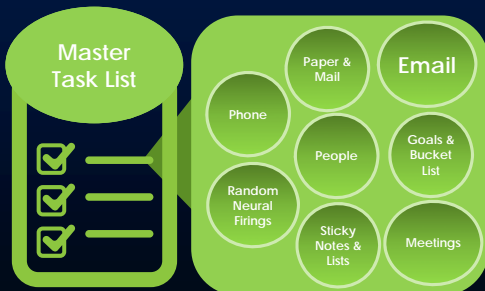 Master
Task List
Paper &
Mail
Email
Phone
People
Goals &
Bucket
List
Random
Neural
Firings
Sticky
Notes &
Lists
Meetings